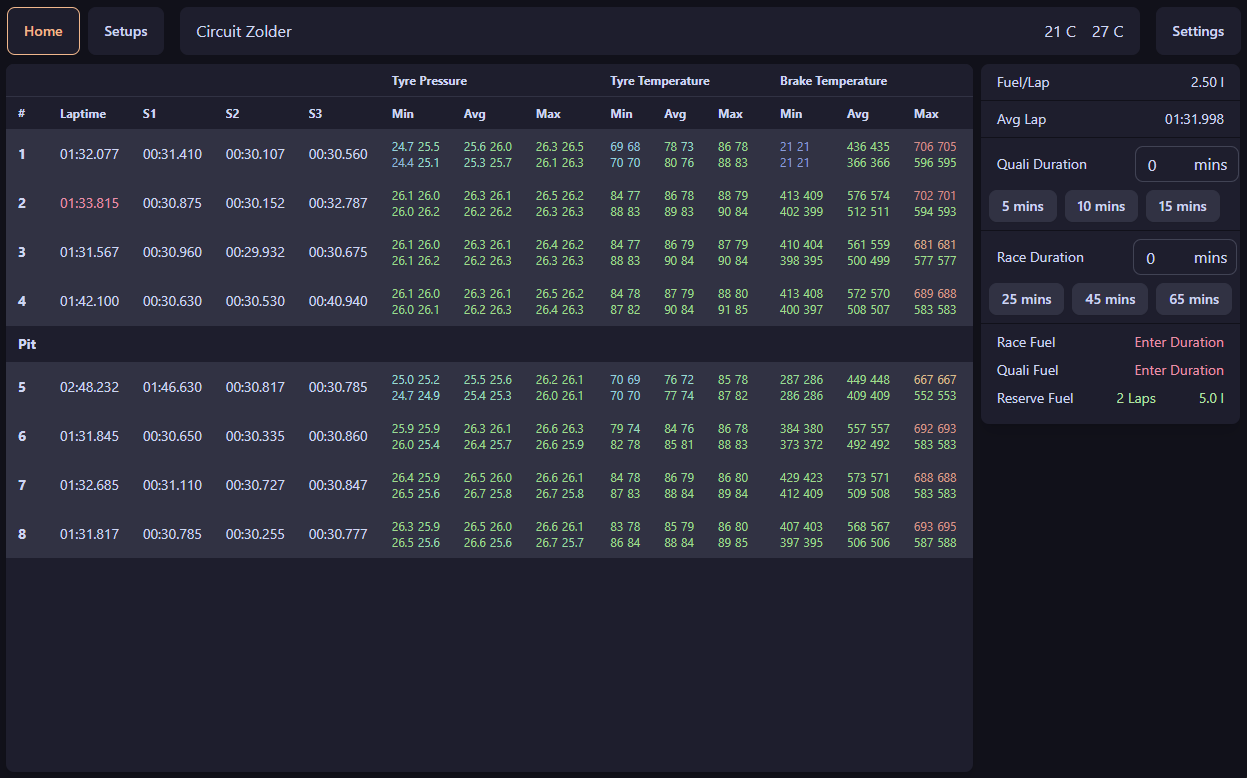 Home Setups Circuit Zolder 21 C 27 C Settings
Tyre Pressure Tyre Temperature Brake Temperature
# Laptime S1 S2 S3 Min Avg Max Min Avg Max Min Avg Max
1 01:32.077 00:31.410 00:30.107 00:30.560
24.7 25.5 25.6 26.0 26.3 26.5 69 68 78 73 86 78 21 21 436 435 706 705
24.4 25.1 25.3 25.7 26.1 26.3 70 70 80 76 88 83 21 21 366 366 596 595
2 01:33.815 00:30.875 00:30.152 00:32.787
26.1 26.0 26.3 26.1 26.5 26.2 84 77 86 78 88 79 413 409 576 574 702 701
26.0 26.2 26.2 26.2 26.3 26.3 88 83 89 83 90 84 402 399 512 511 594 593
3 01:31.567 00:30.960 00:29.932 00:30.675
26.1 26.0 26.3 26.1 26.4 26.2 84 77 86 79 87 79 410 404 561 559 681 681
26.1 26.2 26.2 26.3 26.3 26.3 88 83 90 84 90 84 398 395 500 499 577 577
4 01:42.100 00:30.630 00:30.530 00:40.940
26.1 26.0 26.3 26.1 26.5 26.2 84 78 87 79 88 80 413 408 572 570 689 688
26.0 26.1 26.2 26.3 26.4 26.3 87 82 90 84 91 85 400 397 508 507 583 583
Pit
5 02:48.232 01:46.630 00:30.817 00:30.785
25.0 25.2 25.5 25.6 26.2 26.1 70 69 76 72 85 78 287 286 449 448 667 667
24.7 24.9 25.4 25.3 26.0 26.1 70 70 77 74 87 82 286 286 409 409 552 553
6 01:31.845 00:30.650 00:30.335 00:30.860
25.9 25.9 26.3 26.1 26.6 26.3 79 74 84 76 86 78 384 380 557 557 692 693
26.0 25.4 26.4 25.7 26.6 25.9 82 78 85 81 88 83 373 372 492 492 583 583
7 01:32.685 00:31.110 00:30.727 00:30.847
26.4 25.9 26.5 26.0 26.6 26.1 84 78 86 79 86 80 429 423 573 571 688 688
26.5 25.6 26.7 25.8 26.7 25.8 87 83 88 84 89 84 412 409 509 508 583 583
8 01:31.817 00:30.785 00:30.255 00:30.777
26.3 25.9 26.5 26.0 26.6 26.1 83 78 85 79 86 80 407 403 568 567 693 695
26.5 25.6 26.6 25.6 26.7 25.7 86 84 88 84 89 85 397 395 506 506 587 588
Fuel/Lap 2.50 l
Avg Lap 01:31.998
Quali Duration 0 mins
5 mins 10 mins 15 mins
Race Duration 0 mins
25 mins 45 mins 65 mins
Race Fuel Enter Duration
Quali Fuel Enter Duration
Reserve Fuel 2 Laps 5.0 l